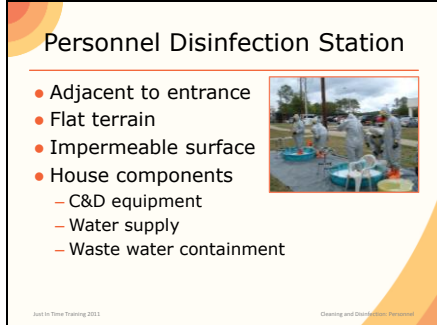 Personnel Disinfection Station
● Adjacent to entrance
● Flat terrain
● Impermeable surface
● House components
– C&D equipment
– Water supply
– Waste water containment
Just In Time Training 2011
Cleaning and Disinfection: Personnel